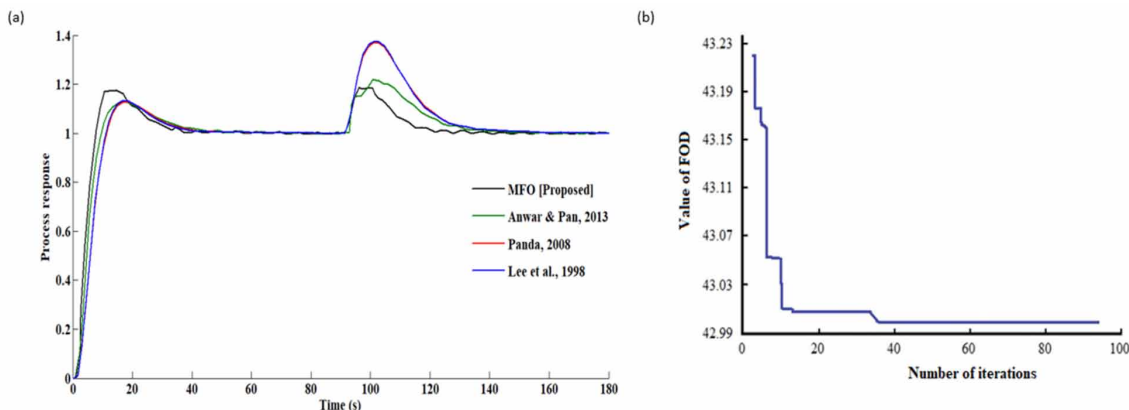 (a)
1.4
1.2
1
0.8
0.6
0.4
0.2
0
Process response
0 20 40 60 80 100 120 140 160 180
Time (s)
MFO [Proposed]
Anwar & Pan, 2013
Panda, 2008
Lee et al., 1998
(b)
43.23
43.19
43.15
43.11
43.07
43.03
42.99
Value of FOD
0 20 40 60 80 100
Number of iterations